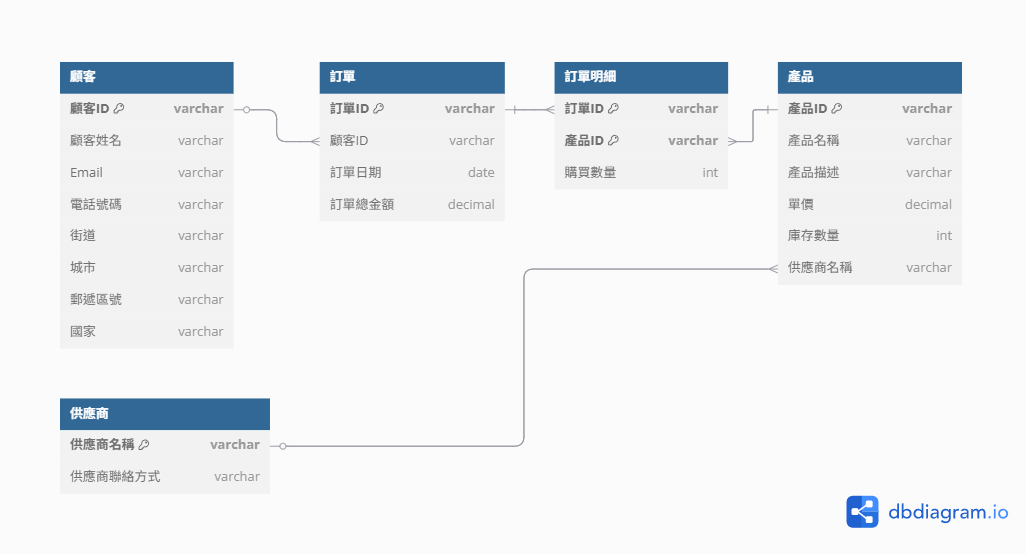 顧客
顧客ID varchar
顧客姓名 varchar
Email varchar
電話號碼 varchar
街道 varchar
城市 varchar
郵遞區號 varchar
國家 varchar
訂單
訂單ID varchar
顧客ID varchar
訂單日期 date
訂單總金額 decimal
訂單明細
訂單ID varchar
產品ID varchar
購買數量 int
產品
產品ID varchar
產品名稱 varchar
產品描述 varchar
單價 decimal
庫存數量 int
供應商名稱 varchar
供應商
供應商名稱 varchar
供應商聯絡方式 varchar
dbdiagram.io